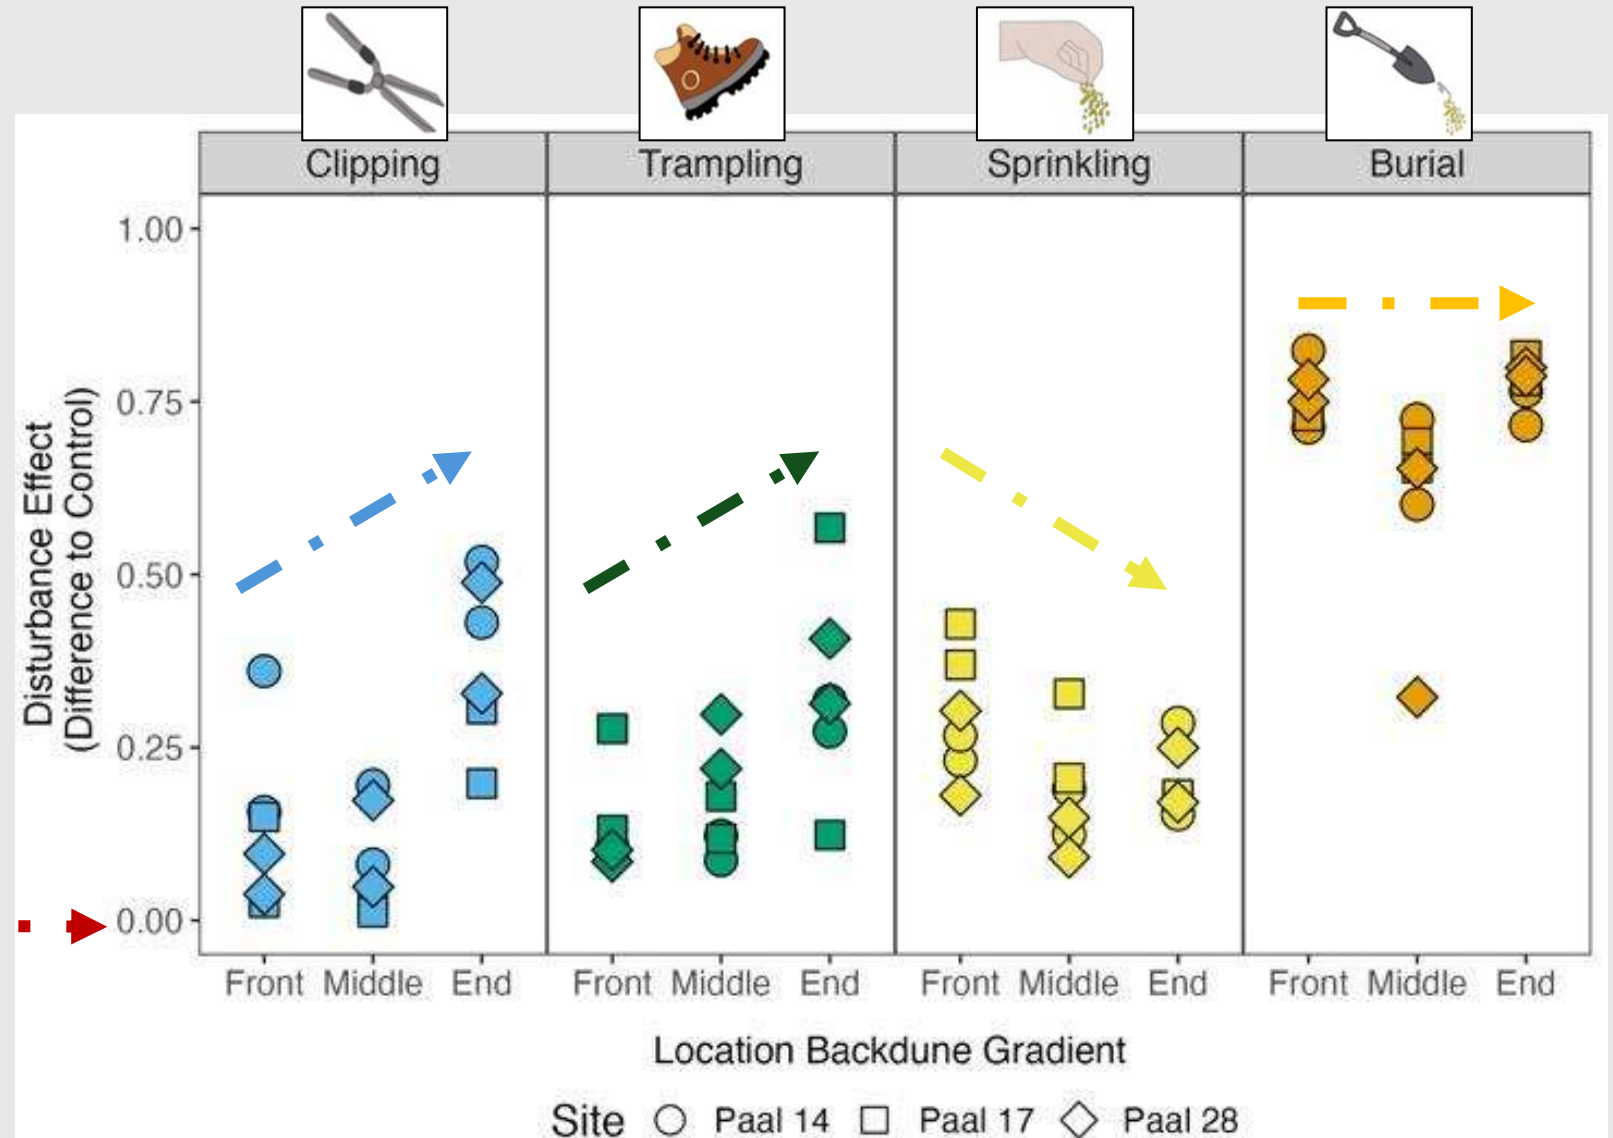 Clipping Trampling Sprinkling Burial
1.00
0.75
0.50
0.25
0.00
Disturbance Effect
(Difference to Control)
Front Middle End Front Middle End Front Middle End Front Middle End
Location Backdune Gradient
Site Paal 14 Paal 17 Paal 28